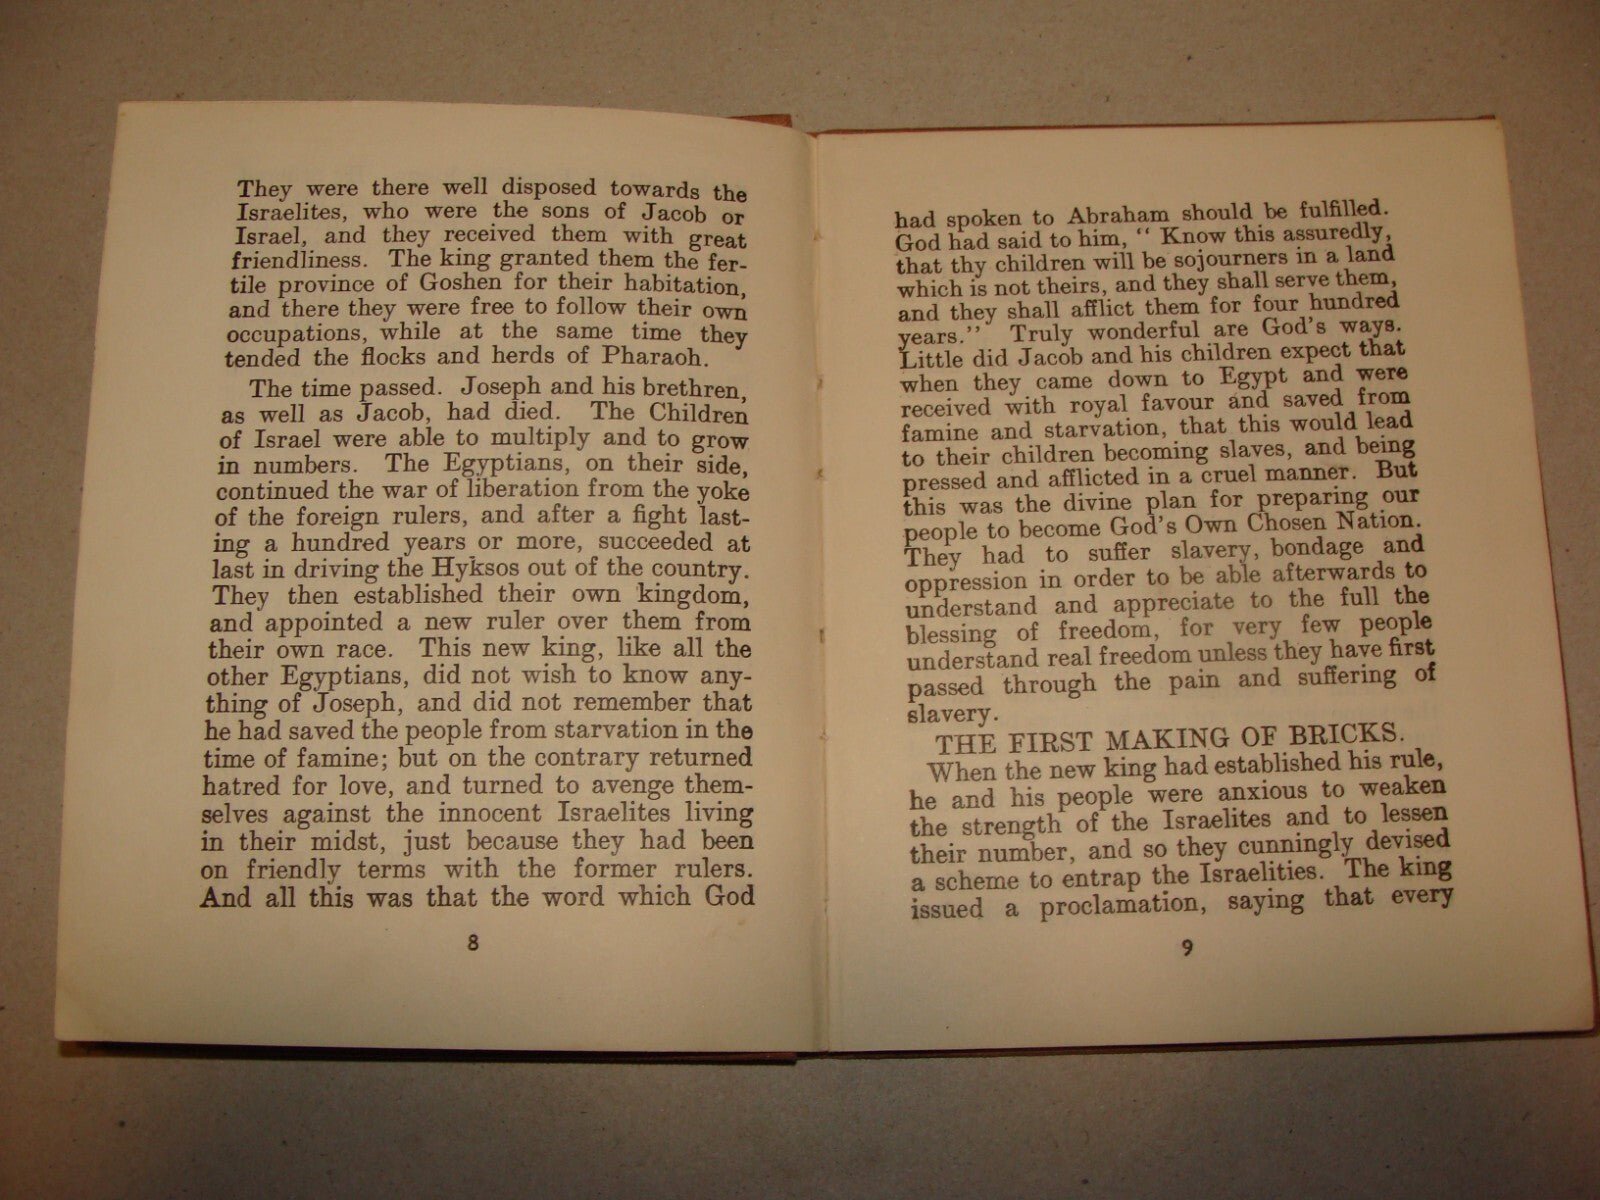 They were there well disposed towards the
Israelites, who were the sons of Jacob or
Israel, and they received them with great
friendliness. The king granted them the fer-
tile province of Goshen for their habitation,
and there they were free to follow their own
occupations, while at the same time they
tended the flocks and herds of Pharaoh.
The time passed. Joseph and his brethren,
as well as Jacob, had died. The Children
of Israel were able to multiply and to grow
in numbers. The Egyptians, on their side,
continued the war of liberation from the yoke
of the foreign rulers, and after a fight last-
ing a hundred years or more, succeeded at
last in driving the Hyksos out of the country.
They then established their own kingdom,
and appointed a new ruler over them from
their own race. This new king, like all the
other Egyptians, did not wish to know any-
thing of Joseph, and did not remember that
he had saved the people from starvation in the
time of famine; but on the contrary returned
hatred for love, and turned to avenge them-
selves against the innocent Israelites living
in their midst, just because they had been
on friendly terms with the former rulers.
And all this was that the word which God
8
had spoken to Abraham should be fulfilled.
God had said to him, " Know this assuredly,
that thy children will be sojourners in a land
which is not theirs, and they shall serve them,
and they shall afflict them for four hundred
years." Truly wonderful are God's ways.
Little did Jacob and his children expect that
when they came down to Egypt and were
received with royal favour and saved from
famine and starvation, that this would lead
to their children becoming slaves, and being
pressed and afflicted in a cruel manner. But
this was the divine plan for preparing our
people to become God's Own Chosen Nation.
They had to suffer slavery, bondage and
oppression in order to be able afterwards to
understand and appreciate to the full the
blessing of freedom, for very few people
understand real freedom unless they have first
passed through the pain and suffering of
slavery.
THE FIRST MAKING OF BRICKS.
When the new king had established his rule,
he and his people were anxious to weaken
the strength of the Israelites and to lessen
their number, and so they cunningly devised
a scheme to entrap the Israelities. The king
issued a proclamation, saying that every
9